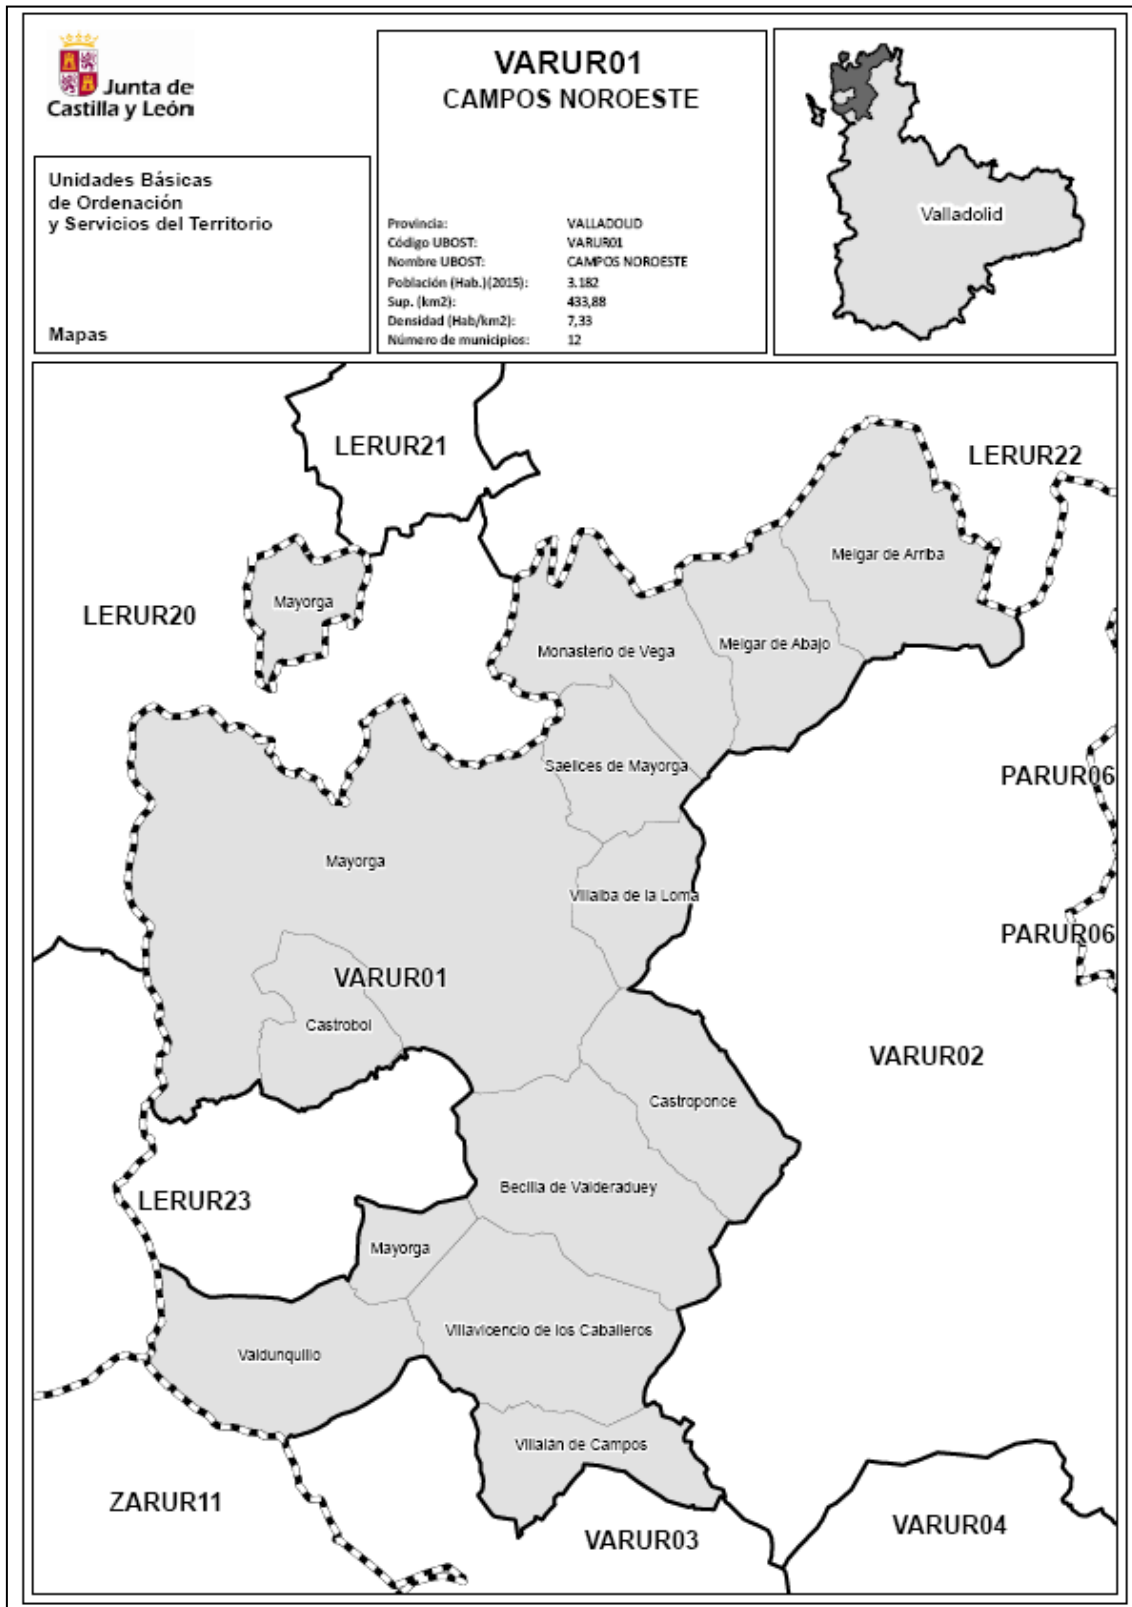 Junta de
Castilla y León
Unidades Básicas
de Ordenación
y Servicios del Territorio
Mapas
VARUR01
CAMPOS NOROESTE
Provincia: VALLADOLID
Código UBOST: VARUR01
Nombre UBOST: CAMPOS NOROESTE
Población (Hab.)(2015): 3.182
Sup. (km2): 433,88
Densidad (Hab/km2): 7,33
Número de municipios: 12
Valladolid
LERUR21
LERUR22
Melgar de Arriba
Mayorga
LERUR20
Monasterio de Vega
Melgar de Abajo
Saelices de Mayorga
PARUR06
Mayorga
Villalba de la Loma
PARUR06
VARUR01
Castrobol
VARUR02
Castroponce
Becilla de Valderaduey
LERUR23
Mayorga
Villavicencio de los Caballeros
Valdunquillo
Villalán de Campos
ZARUR11
VARUR03
VARUR04